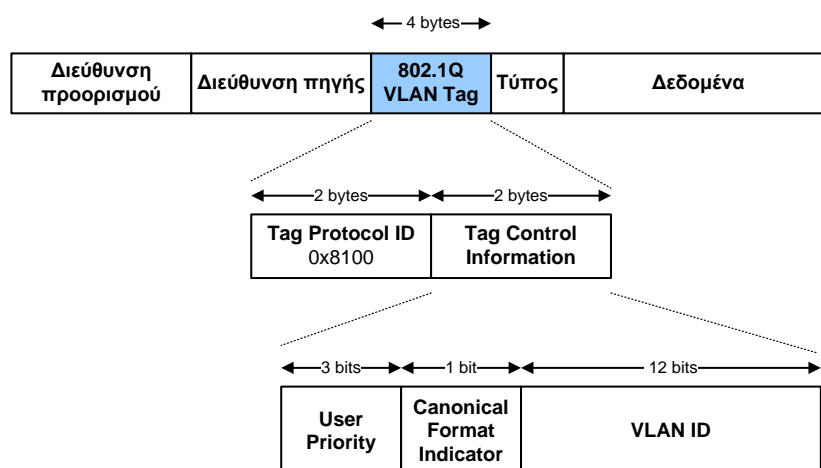 4 bytes
Διεύθυνση
προορισμού
Διεύθυνση πηγής
802.1Q
VLAN Tag
Τύπος
Δεδομένα
2 bytes
2 bytes
Tag Protocol ID
0x8100
Tag Control
Information
3 bits
1 bit
12 bits
User
Priority
Canonical
Format
Indicator
VLAN ID